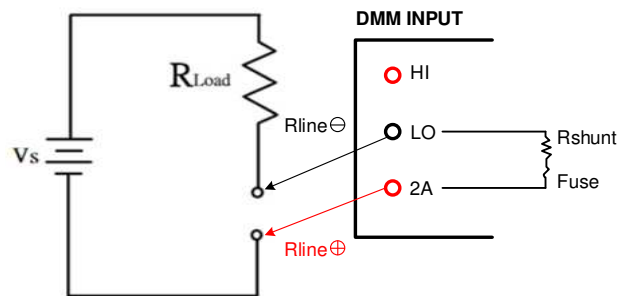 DMM INPUT
HI
RLoad
Rline⊖
LO
Rshunt
Vs
2A
Fuse
Rline⊕